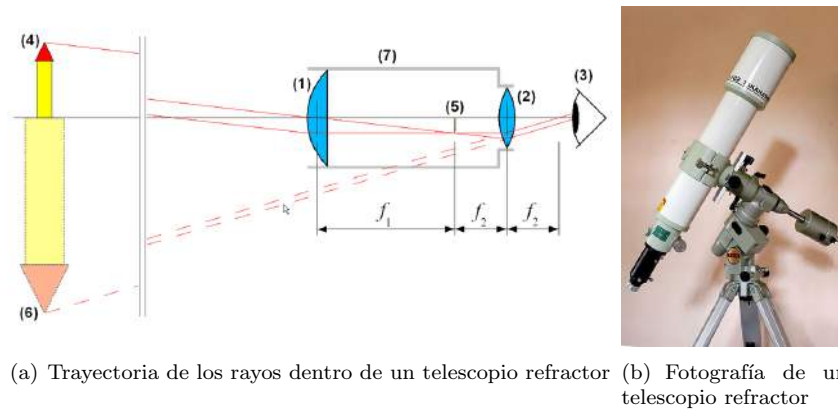 (4)
(7)
(1)
(2)
(3)
(5)
f1
f2
f2
(6)
(a) Trayectoria de los rayos dentro de un telescopio refractor
(b) Fotografía de un
telescopio refractor